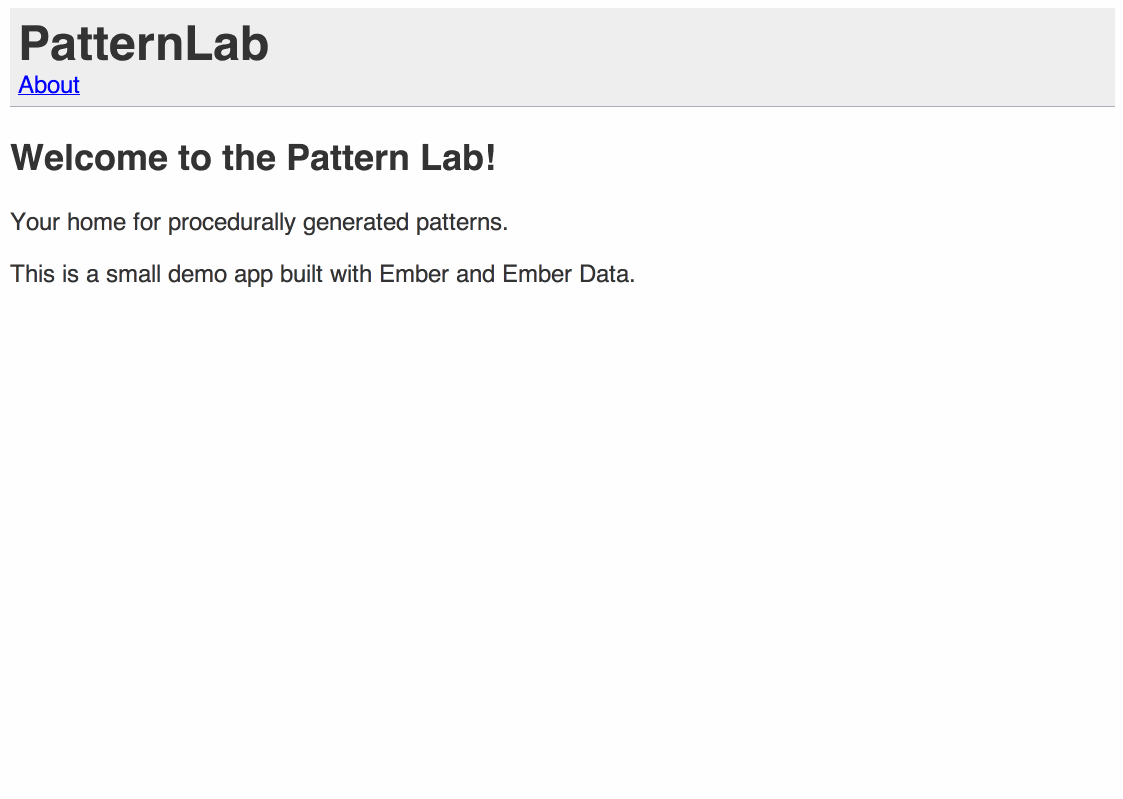 PatternLab
About
Welcome to the Pattern Lab!
Your home for procedurally generated patterns.
This is a small demo app built with Ember and Ember Data.